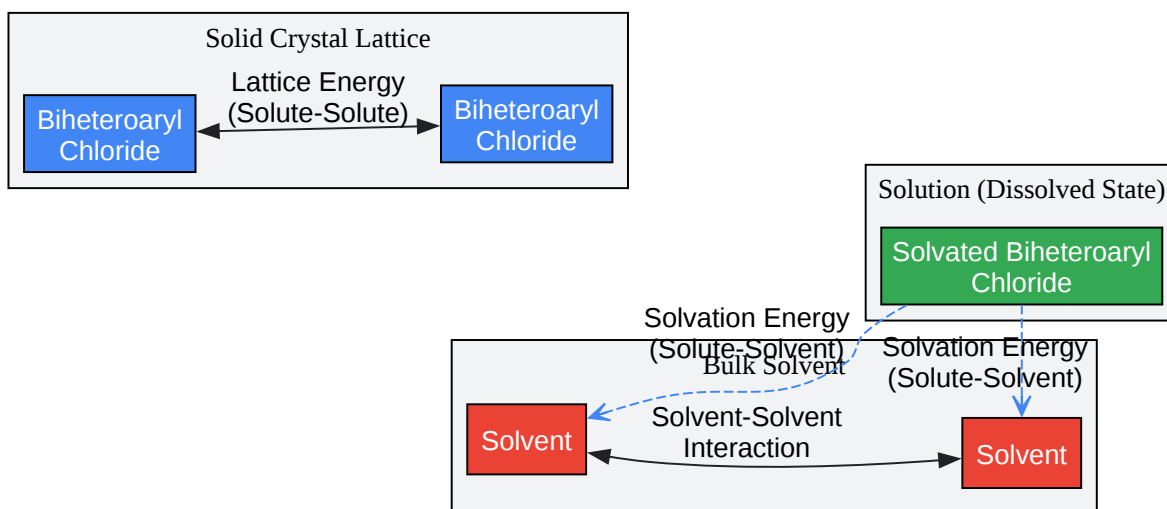 Solid Crystal Lattice
Lattice Energy
(Solute-Solute)
Biheteroaryl
Chloride
Biheteroaryl
Chloride
Solution (Dissolved State)
Solvated Biheteroaryl
Chloride
Solvation Energy
(Solute-Solvent)
Solvation Energy
(Solute-Solvent)
Bulk Solvent
Solvent-Solvent
Interaction
Solvent
Solvent